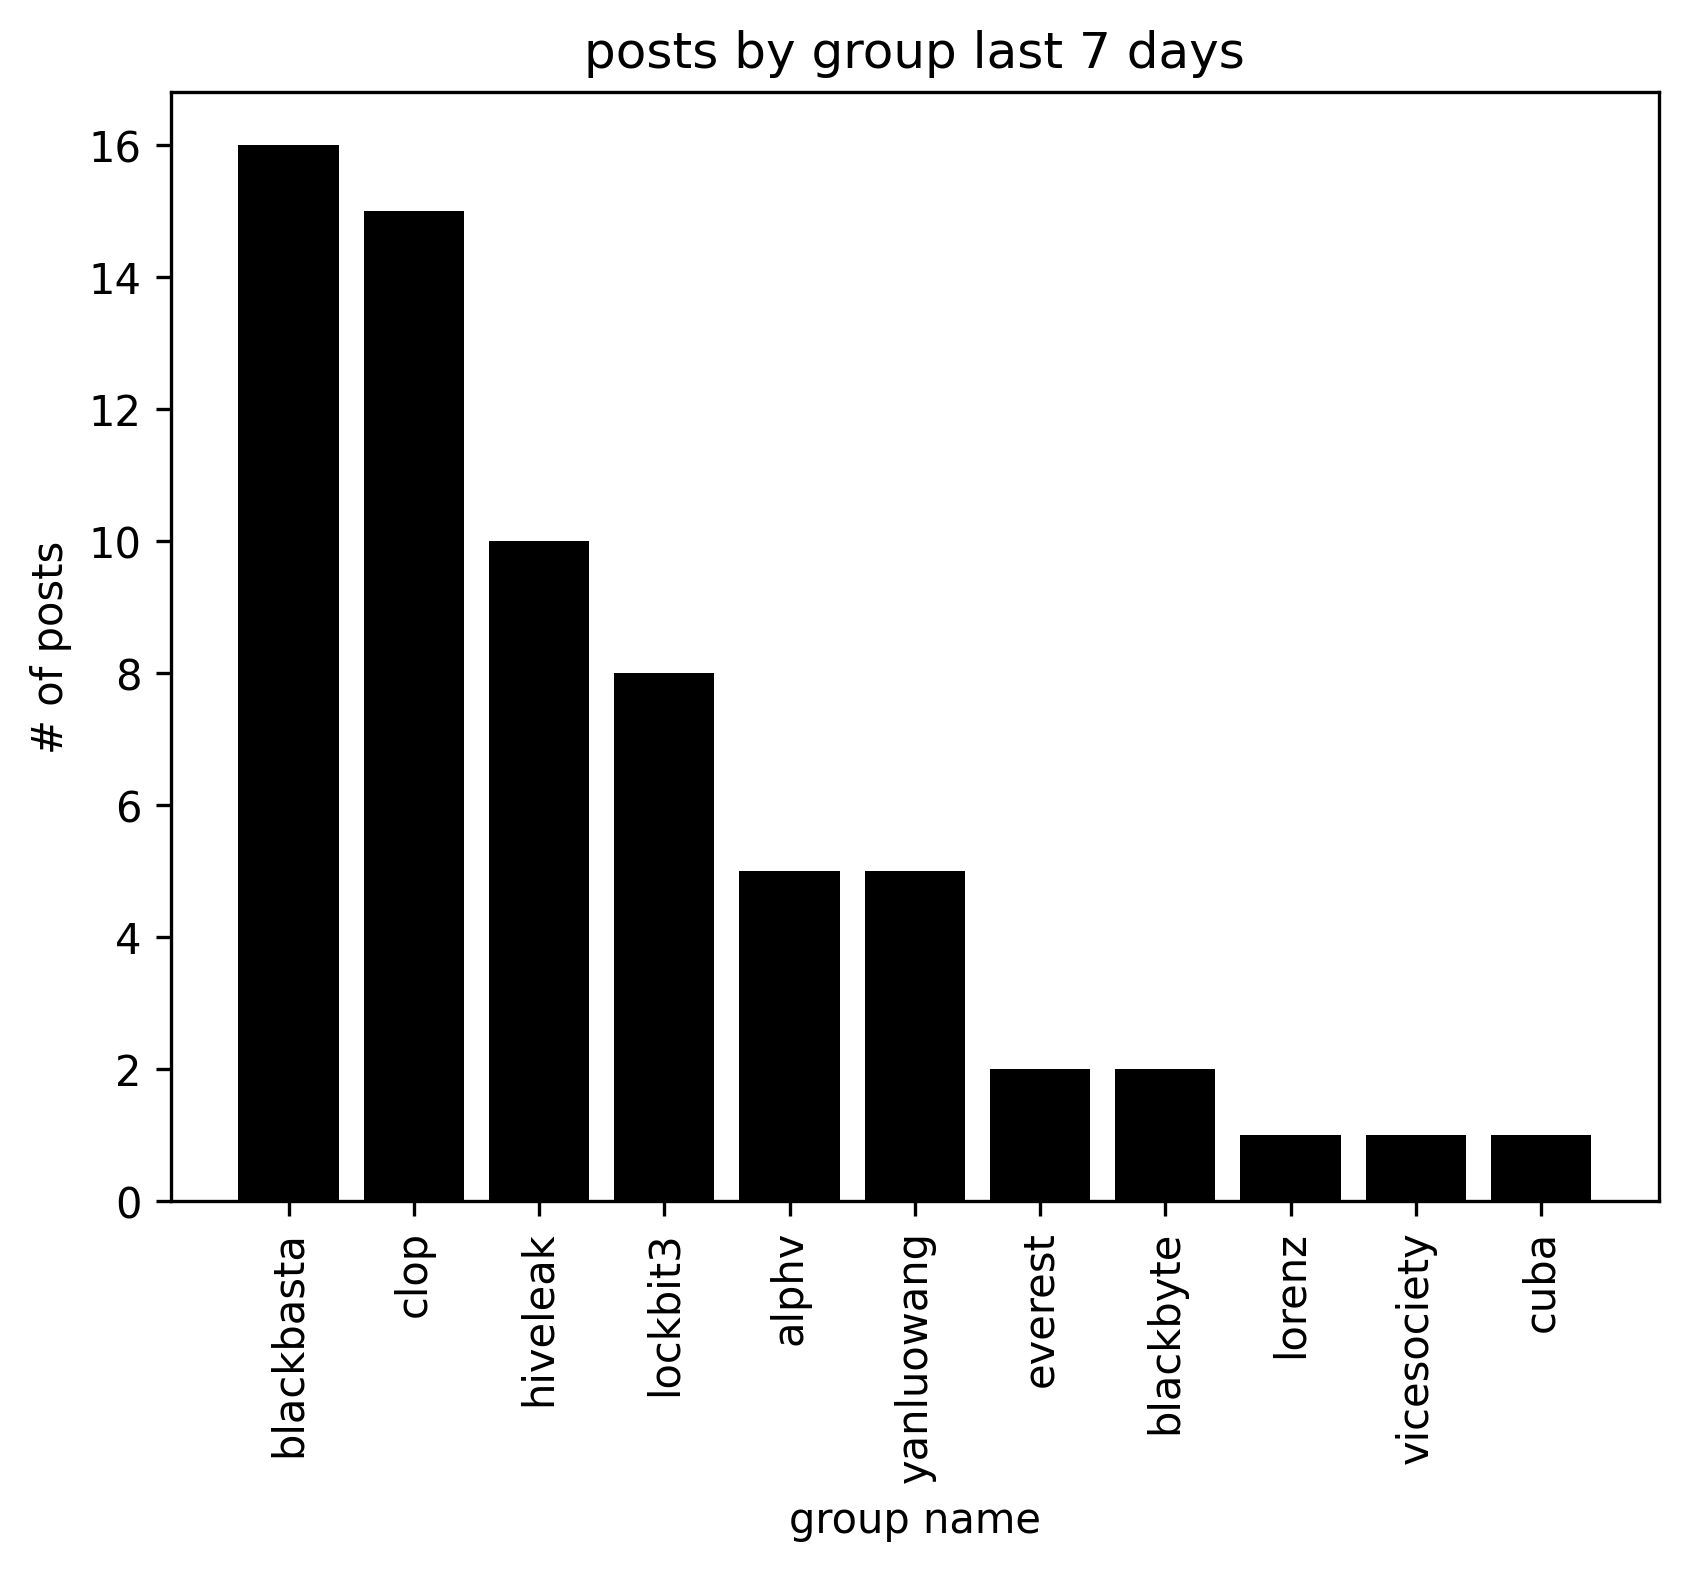 posts by group last 7 days
16
14
12
10
8
6
4
2
0
# of posts
blackbasta
clop
hiveleak
lockbit3
alphv
yanluowang
everest
blackbyte
lorenz
vicesociety
cuba
group name